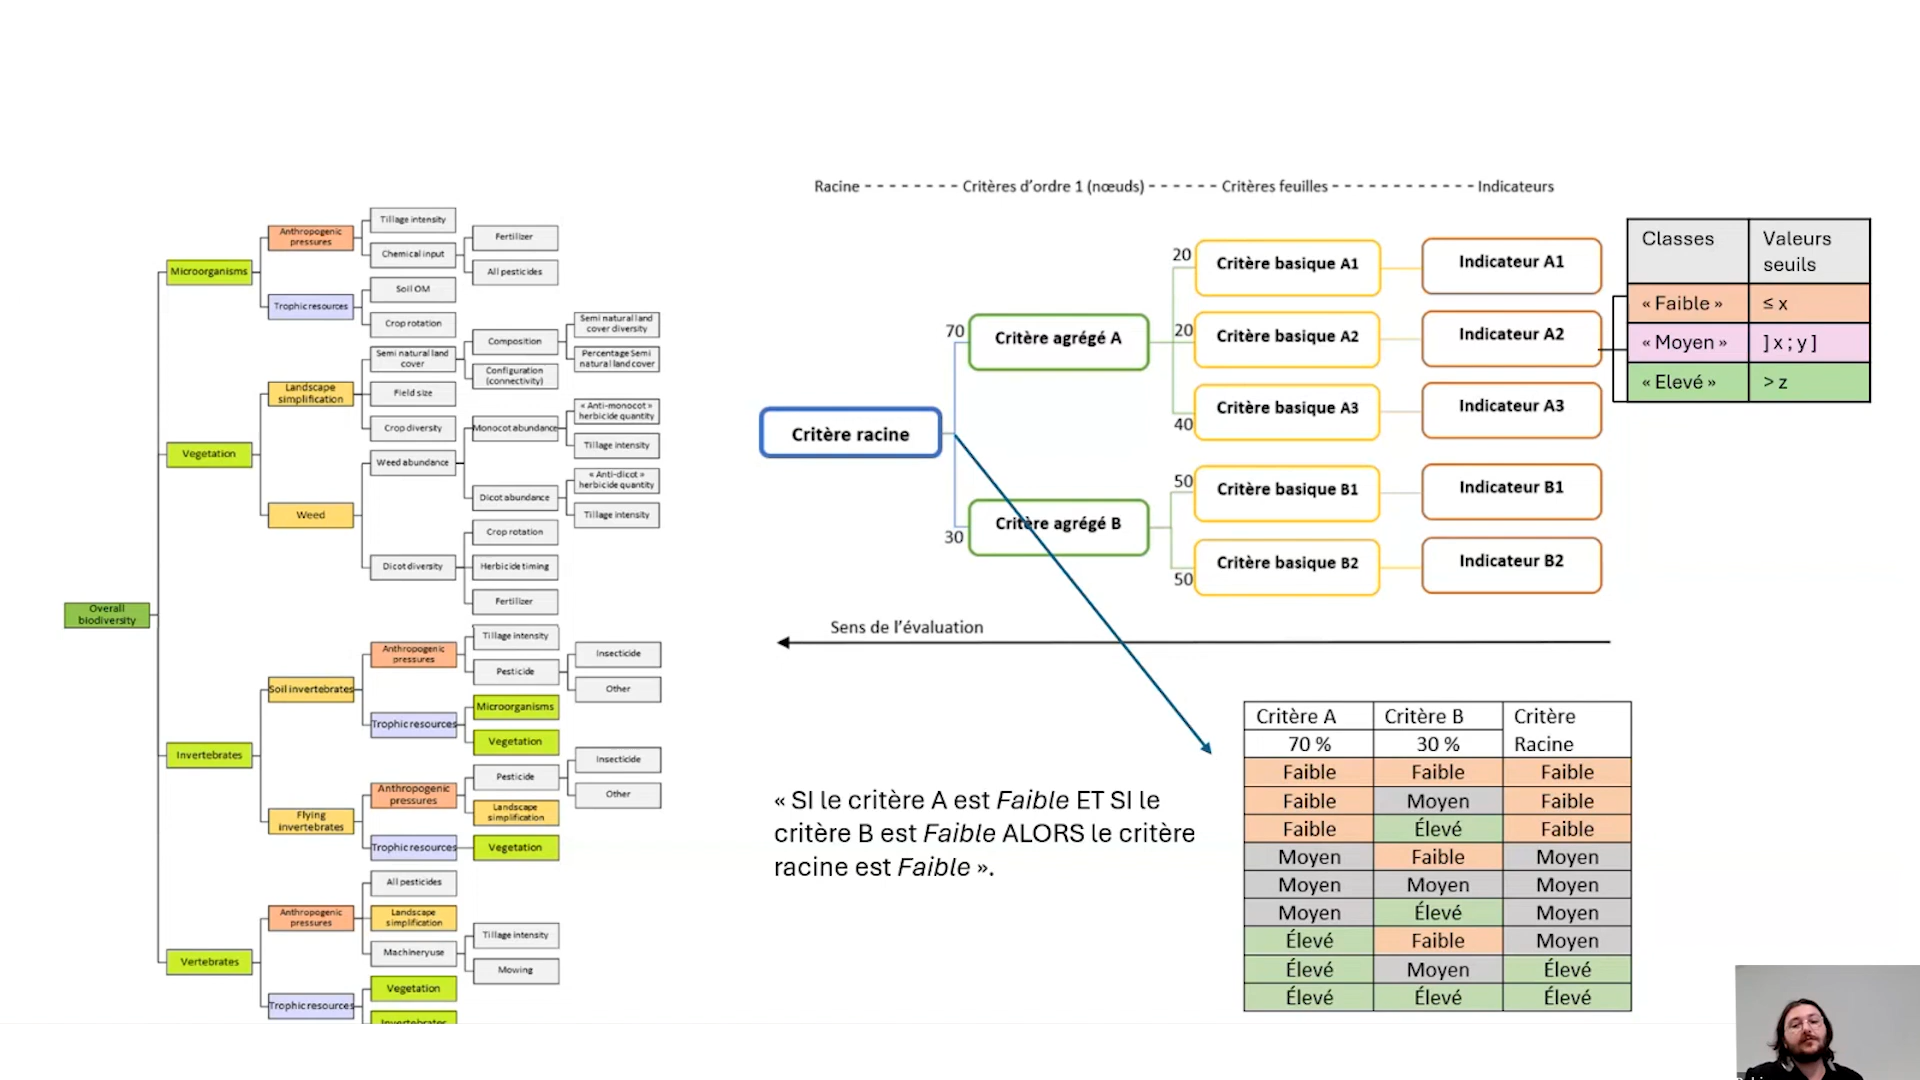 Tillage intensity
Anthropogenic
pressures
Fertilizer
Chemical input
Microorganisms
All pesticides
Soil OM
Trophic resources
Crop rotation
Semi natural land
cover diversity
Composition
Semi natural land
cover
Percentage Semi
natural land cover
Configuration
(connectivity)
Landscape
simplification
Field size
« Anti-monocot »
herbicide quantity
Crop diversity
Monocot abundance
Tillage intensity
Vegetation
Weed abundance
« Anti-dicot »
herbicide quantity
Dicot abundance
Weed
Tillage intensity
Crop rotation
Dicot diversity
Herbicide timing
Fertilizer
Overall
biodiversity
Tillage intensity
Anthropogenic
pressures
Insecticide
Pesticide
Soil invertebrates
Other
Microorganisms
Trophic resources
Vegetation
Invertebrates
Insecticide
Pesticide
Anthropogenic
pressures
Other
Landscape
simplification
Flying
invertebrates
Trophic resources
Vegetation
All pesticides
Anthropogenic
pressures
Landscape
simplification
Tillage intensity
Machinery use
Vertebrates
Mowing
Vegetation
Trophic resources
Invertebrates
Racine - - - - - - - - Critères d’ordre 1 (nœuds) - - - - - - Critères feuilles - - - - - - - - - - - - Indicateurs
20
Critère basique A1
Indicateur A1
70
Critère agrégé A
20
Critère basique A2
Indicateur A2
40
Critère basique A3
Indicateur A3
Critère racine
50
Critère basique B1
Indicateur B1
30
Critère agrégé B
50
Critère basique B2
Indicateur B2
Sens de l’évaluation
Classes Valeurs
seuils
« Faible » ≤ x
« Moyen » ] x ; y ]
« Elevé » > z
« SI le critère A est Faible ET SI le
critère B est Faible ALORS le critère
racine est Faible ».
Critère A Critère B Critère
70 % 30 % Racine
Faible Faible Faible
Faible Moyen Faible
Faible Élevé Faible
Moyen Faible Moyen
Moyen Moyen Moyen
Moyen Élevé Moyen
Élevé Faible Moyen
Élevé Moyen Élevé
Élevé Élevé Élevé